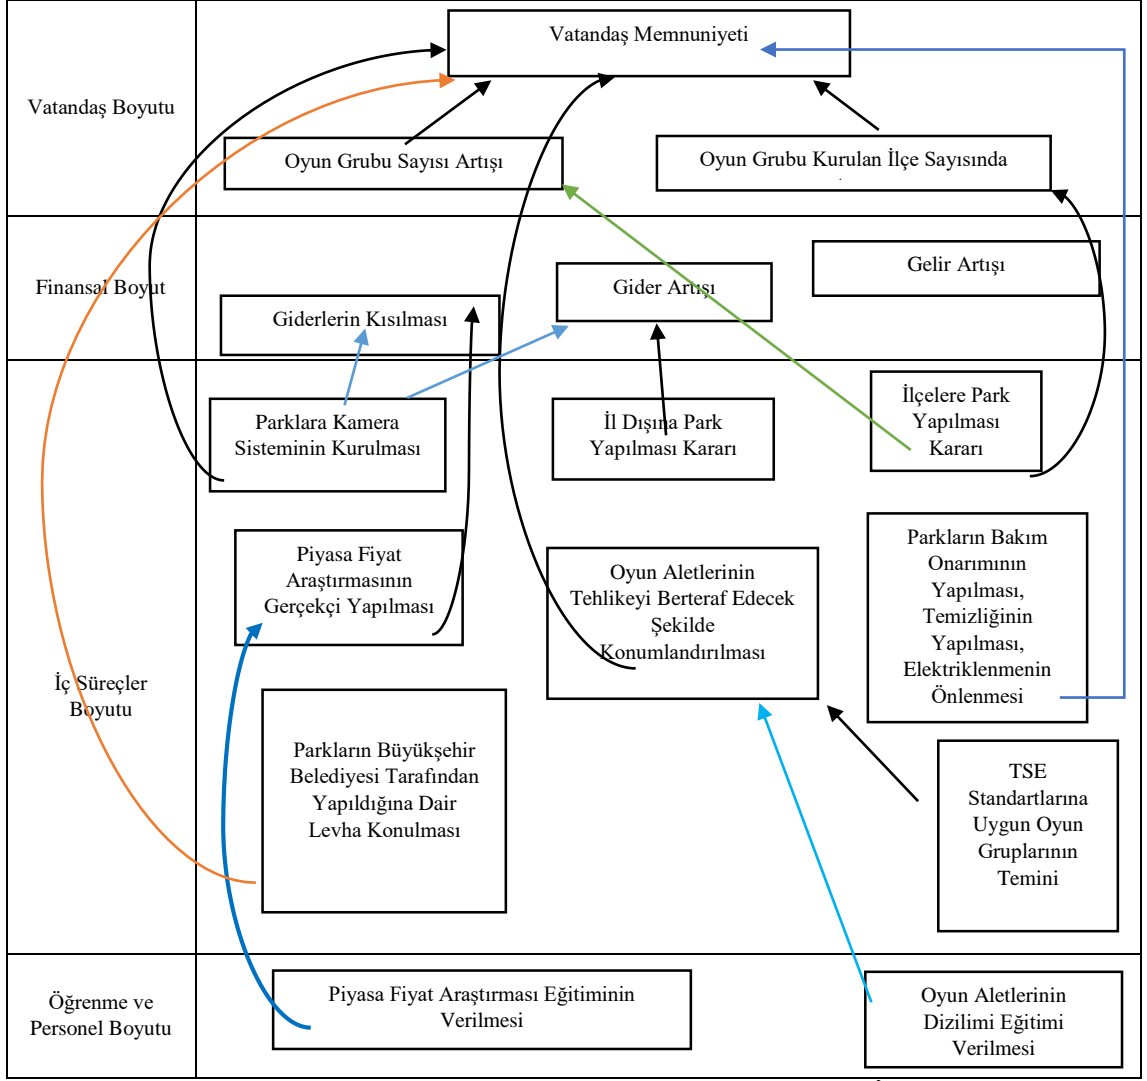 Vatandaş Boyutu
Vatandaş Memnuniyeti
Oyun Grubu Sayısı Artışı
Oyun Grubu Kurulan İlçe Sayısında
Finansal Boyut
Giderlerin Kısılması
Gider Artışı
Gelir Artışı
İç Süreçler
Boyutu
Parklara Kamera
Sisteminin Kurulması
İl Dışına Park
Yapılması Kararı
İlçelere Park
Yapılması
Kararı
Piyasa Fiyat
Araştırmasının
Gerçekçi Yapılması
Oyun Aletlerinin
Tehlikeyi Berteraf Edecek
Şekilde
Konumlandırılması
Parkların Bakım
Onarımının
Yapılması,
Temizliğinin
Yapılması,
Elektriklenmenin
Önlenmesi
Parkların Büyükşehir
Belediyesi Tarafından
Yapıldığına Dair
Levha Konulması
TSE
Standartlarına
Uygun Oyun
Gruplarının
Temini
Öğrenme ve
Personel Boyutu
Piyasa Fiyat Araştırması Eğitiminin
Verilmesi
Oyun Aletlerinin
Dizilimi Eğitimi
Verilmesi